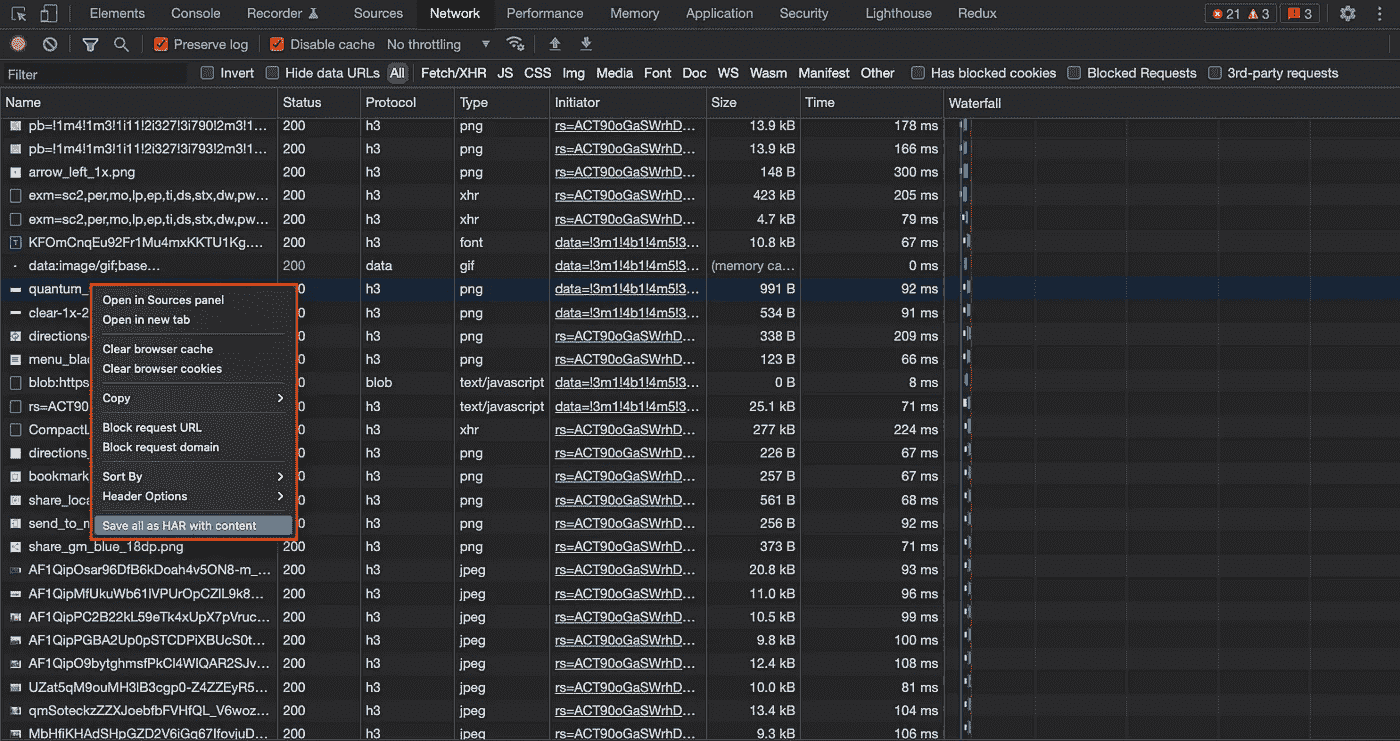 Elements Console Recorder Sources Network Performance Memory Application Security Lighthouse Redux 21 3 3
Preserve log Disable cache No throttling
Filter Invert Hide data URLs All Fetch/XHR JS CSS Img Media Font Doc WS Wasm Manifest Other Has blocked cookies Blocked Requests 3rd-party requests
Name Status Protocol Type Initiator Size Time Waterfall
pb=!1m4!1m3!1i11!2i327!3i790!2m3!1... 200 h3 png rs=ACT90oGaSWrhD... 13.9 kB 178 ms
pb=!1m4!1m3!1i11!2i327!3i793!2m3!1... 200 h3 png rs=ACT90oGaSWrhD... 13.9 kB 166 ms
arrow_left_1x.png 200 h3 png rs=ACT90oGaSWrhD... 148 B 300 ms
exm=sc2,per,mo,lp,ep,ti,ds,stx,dw,pw... 200 h3 xhr rs=ACT90oGaSWrhD... 423 kB 205 ms
exm=sc2,per,mo,lp,ep,ti,ds,stx,dw,pw... 200 h3 xhr rs=ACT90oGaSWrhD... 4.7 kB 79 ms
KFOmCnqEu92Fr1Mu4mxKKTU1Kg.... 200 h3 font data=!3m1!4b1!4m5!3... 10.8 kB 67 ms
data:image/gif;base... 200 data gif data=!3m1!4b1!4m5!3... (memory ca... 0 ms
quantum_ 0 h3 png data=!3m1!4b1!4m5!3... 991 B 92 ms
Open in Sources panel
clear-1x-2 0 h3 png data=!3m1!4b1!4m5!3... 534 B 91 ms
Open in new tab
directions- 0 h3 png rs=ACT90oGaSWrhD... 338 B 209 ms
Clear browser cache
menu_blac 0 h3 png rs=ACT90oGaSWrhD... 123 B 66 ms
Clear browser cookies
blob:https 0 blob text/javascript data=!3m1!4b1!4m5!3... 0 B 8 ms
Copy
rs=ACT90 0 h3 text/javascript data=!3m1!4b1!4m5!3... 25.1 kB 71 ms
Block request URL
CompactL 0 h3 xhr rs=ACT90oGaSWrhD... 277 kB 224 ms
Block request domain
directions_ 0 h3 png rs=ACT90oGaSWrhD... 226 B 67 ms
Sort By
bookmark 0 h3 png rs=ACT90oGaSWrhD... 257 B 67 ms
Header Options
share_loca 0 h3 png rs=ACT90oGaSWrhD... 561 B 68 ms
Save all as HAR with content
send_to_m 0 h3 png rs=ACT90oGaSWrhD... 256 B 92 ms
share_gm_blue_18dp.png 200 h3 png rs=ACT90oGaSWrhD... 373 B 71 ms
AF1QipOsar96DfB6kDoah4v5ON8-m_... 200 h3 jpeg rs=ACT90oGaSWrhD... 20.8 kB 93 ms
AF1QipMfUkuWb61lVPUrOpCZIL9k8... 200 h3 jpeg rs=ACT90oGaSWrhD... 11.0 kB 96 ms
AF1QipPC2B22kL59eTk4xUpX7pVruc... 200 h3 jpeg rs=ACT90oGaSWrhD... 10.5 kB 99 ms
AF1QipPGBA2Up0pSTCDPiXBUcS0t... 200 h3 jpeg rs=ACT90oGaSWrhD... 9.8 kB 100 ms
AF1QipO9bytghmsfPkCl4WIQAR2SJv... 200 h3 jpeg rs=ACT90oGaSWrhD... 12.4 kB 108 ms
UZat5qM9ouMH3lB3cgp0-Z4ZZEyR5... 200 h3 jpeg rs=ACT90oGaSWrhD... 10.0 kB 81 ms
qmSoteckzZZXJoebfbFVHfQL_V6woz... 200 h3 jpeg rs=ACT90oGaSWrhD... 13.4 kB 104 ms
MbHfiKHAdSHpGZD2V6iGq67IfovjuD... 200 h3 jpeg rs=ACT90oGaSWrhD... 9.3 kB 106 ms